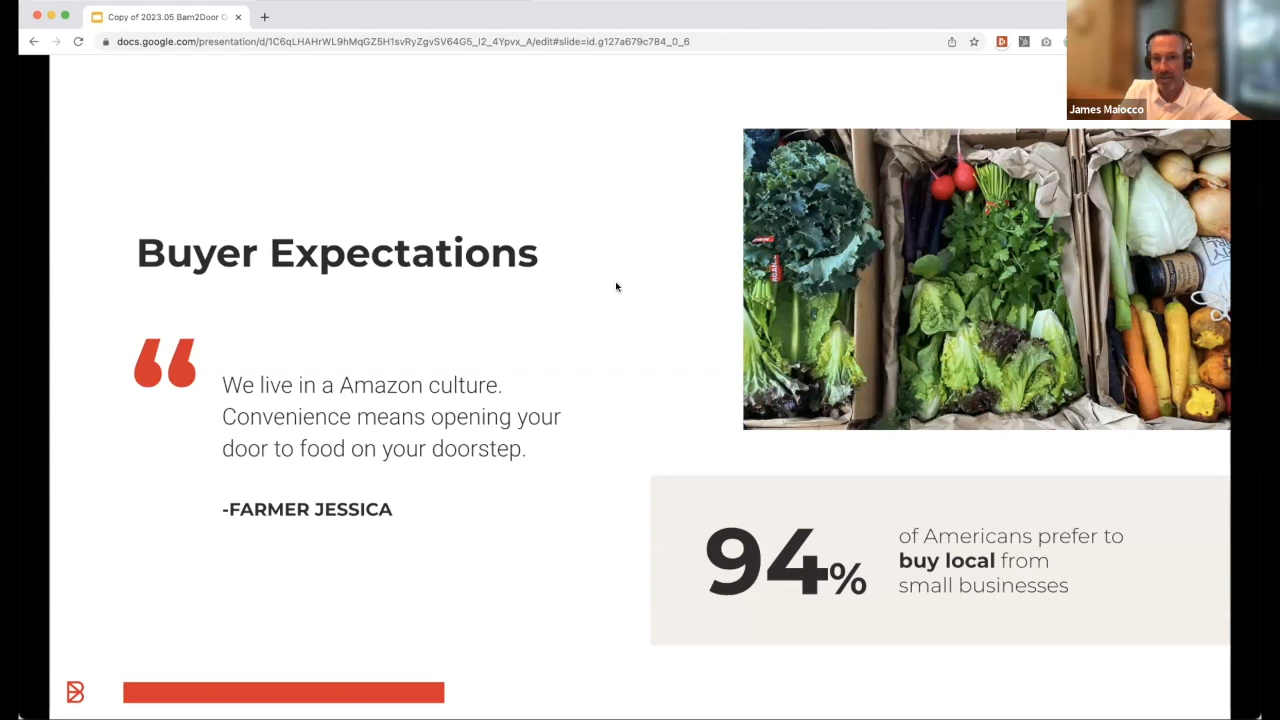 Copy of 2023.05 Barn2Door
docs.google.com/presentation/d/1C6qLHAHrWL9hMqGZ5H1svRyZgvSV64G5_l2_4Ypvx_A/edit#slide=id.g127a679c784_0_6
James Maiocco
Buyer Expectations
“
We live in a Amazon culture.
Convenience means opening your
door to food on your doorstep.
-FARMER JESSICA
94%
of Americans prefer to
buy local from
small businesses